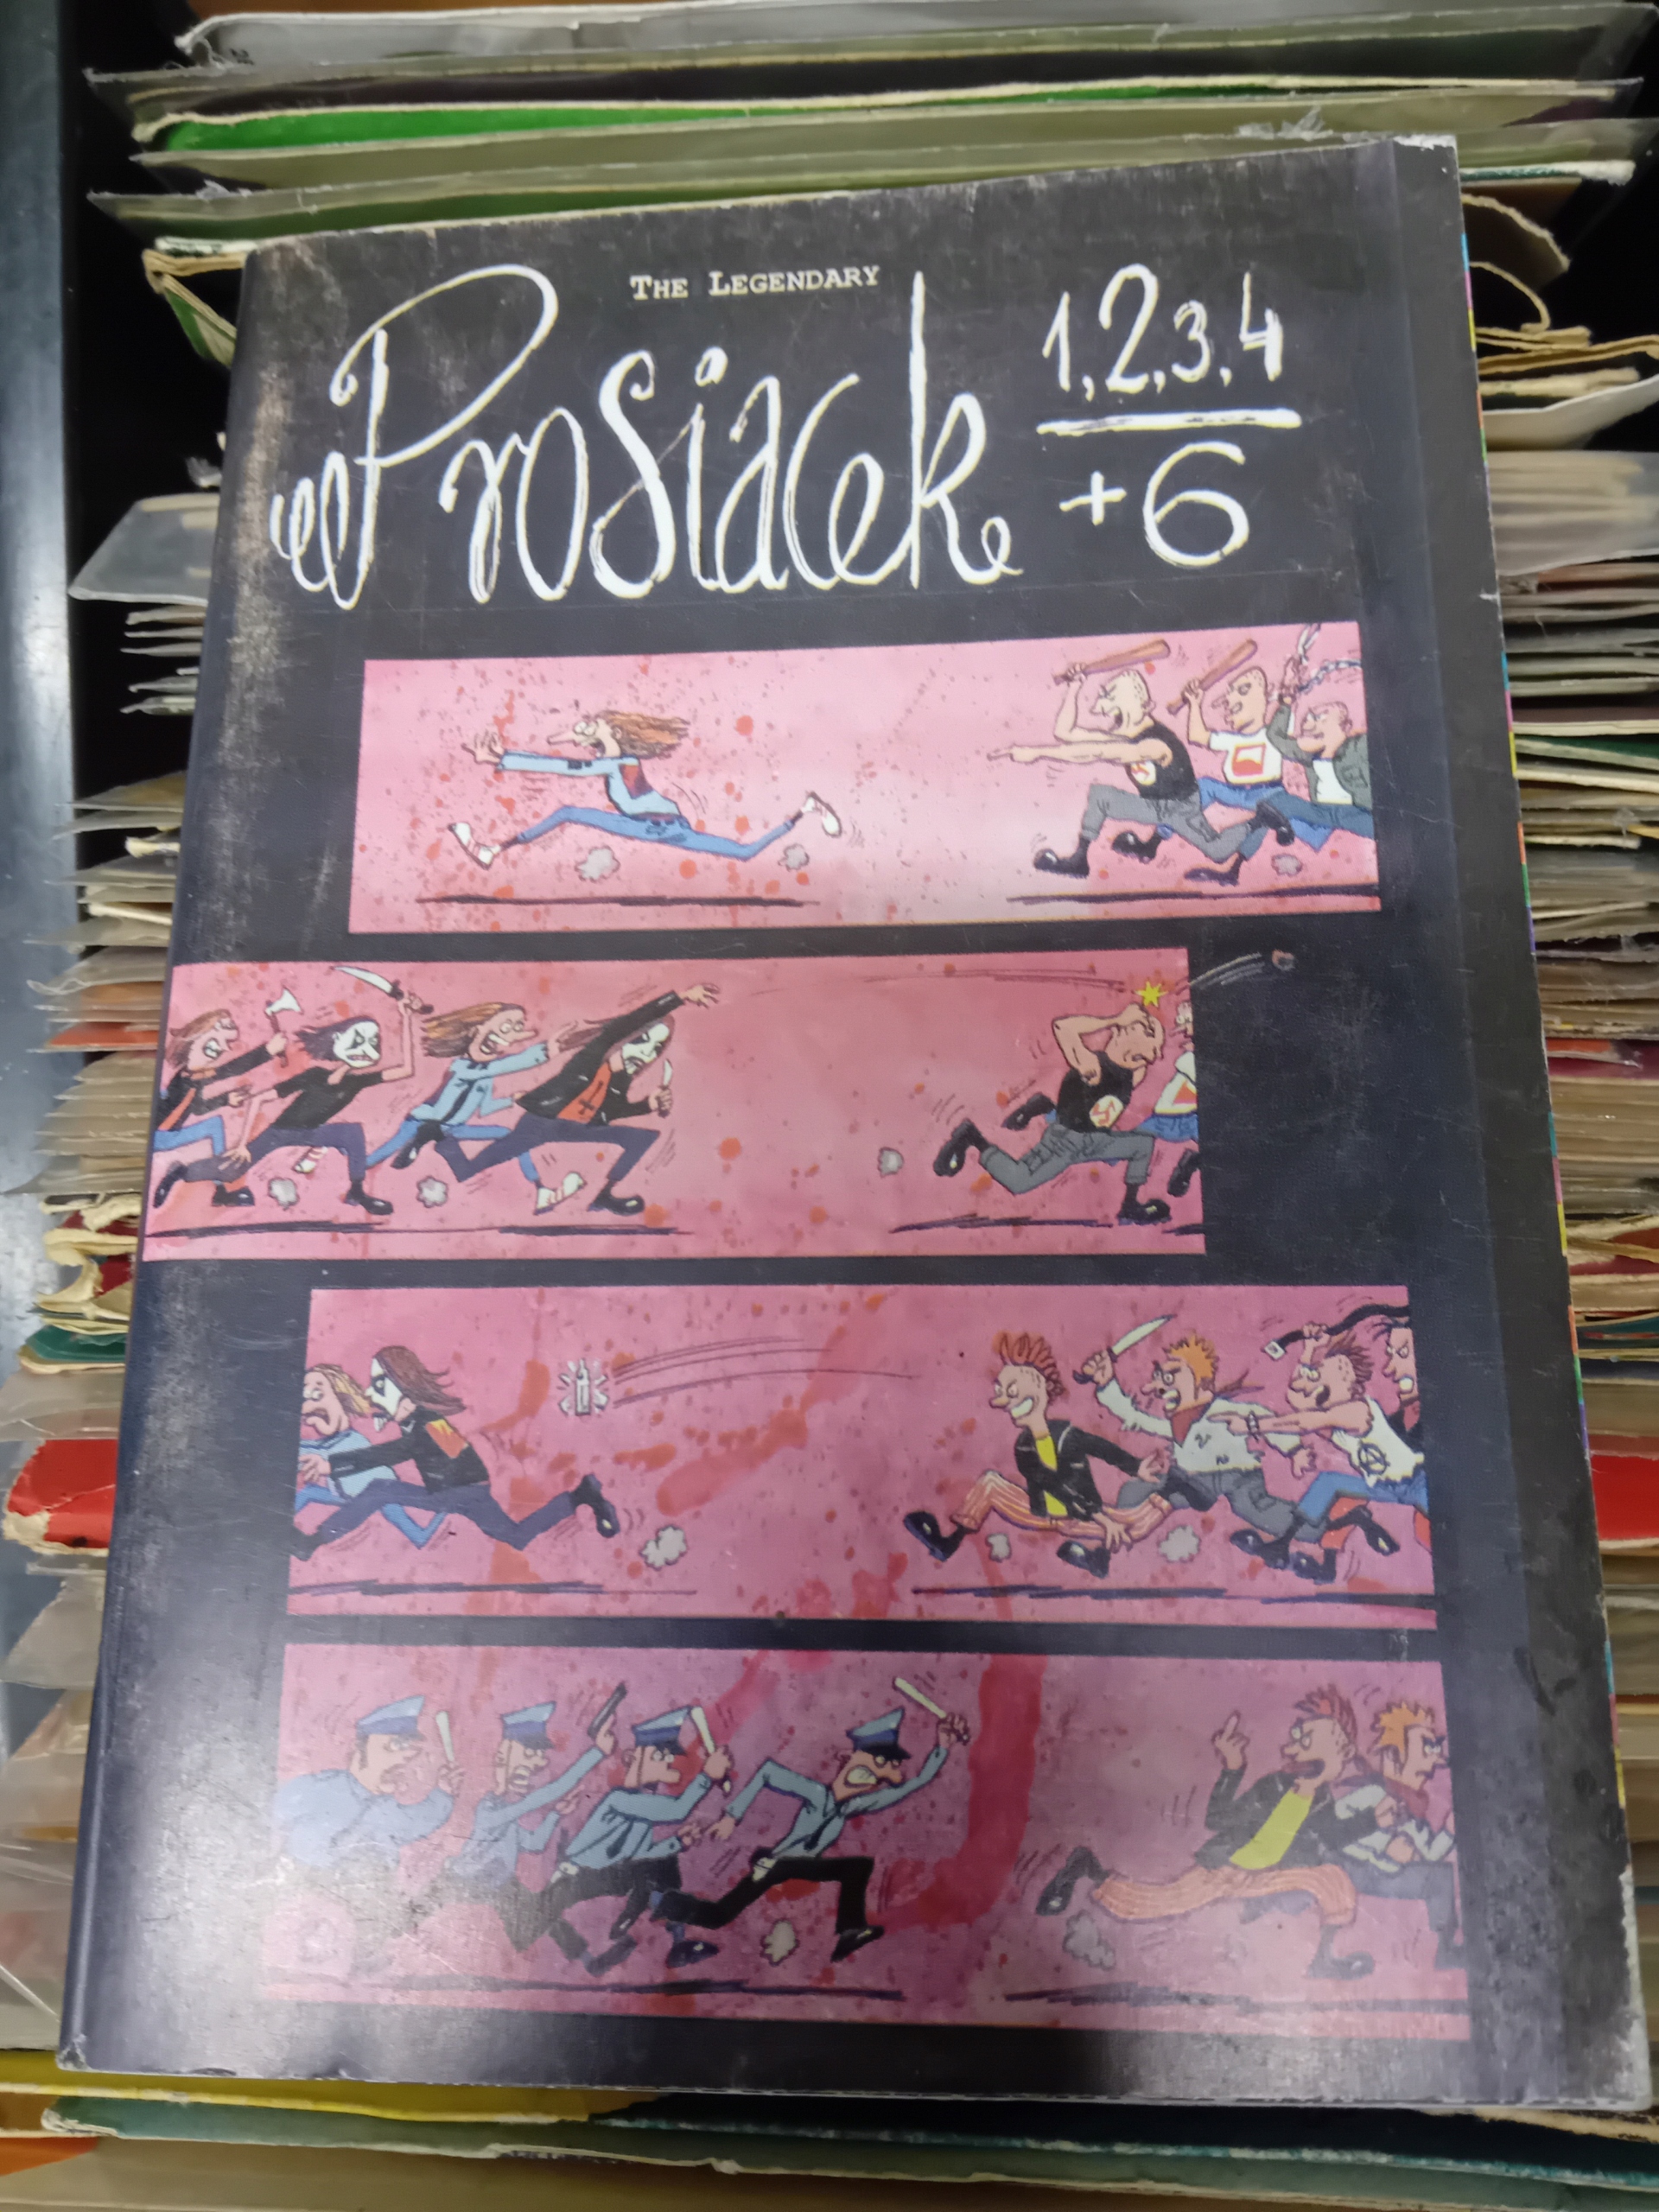 THE LEGENDARY
Prosiacek
1,2,3,4
+6